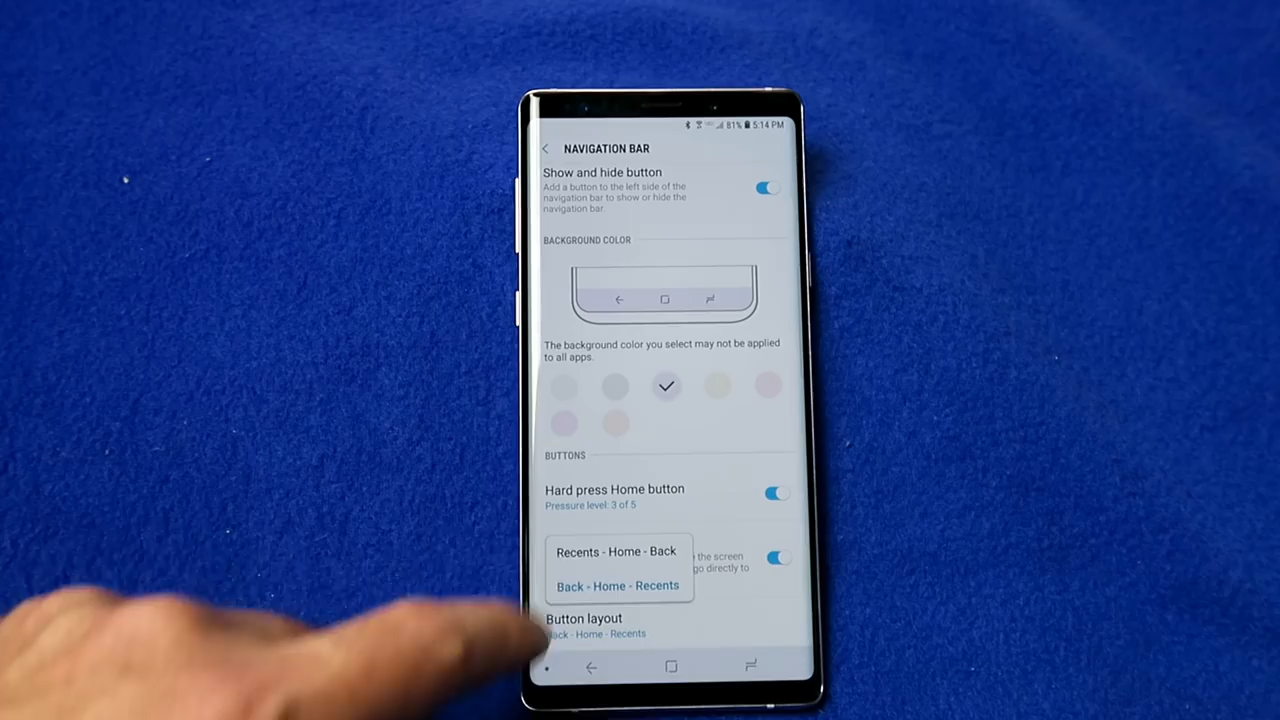 81% 5:14 PM
NAVIGATION BAR
Show and hide button
Add a button to the left side of the
navigation bar to show or hide the
navigation bar.
BACKGROUND COLOR
The background color you select may not be applied
to all apps.
BUTTONS
Hard press Home button
Pressure level: 3 of 5
Recents - Home - Back
the screen
go directly to
Back - Home - Recents
Button layout
Back - Home - Recents